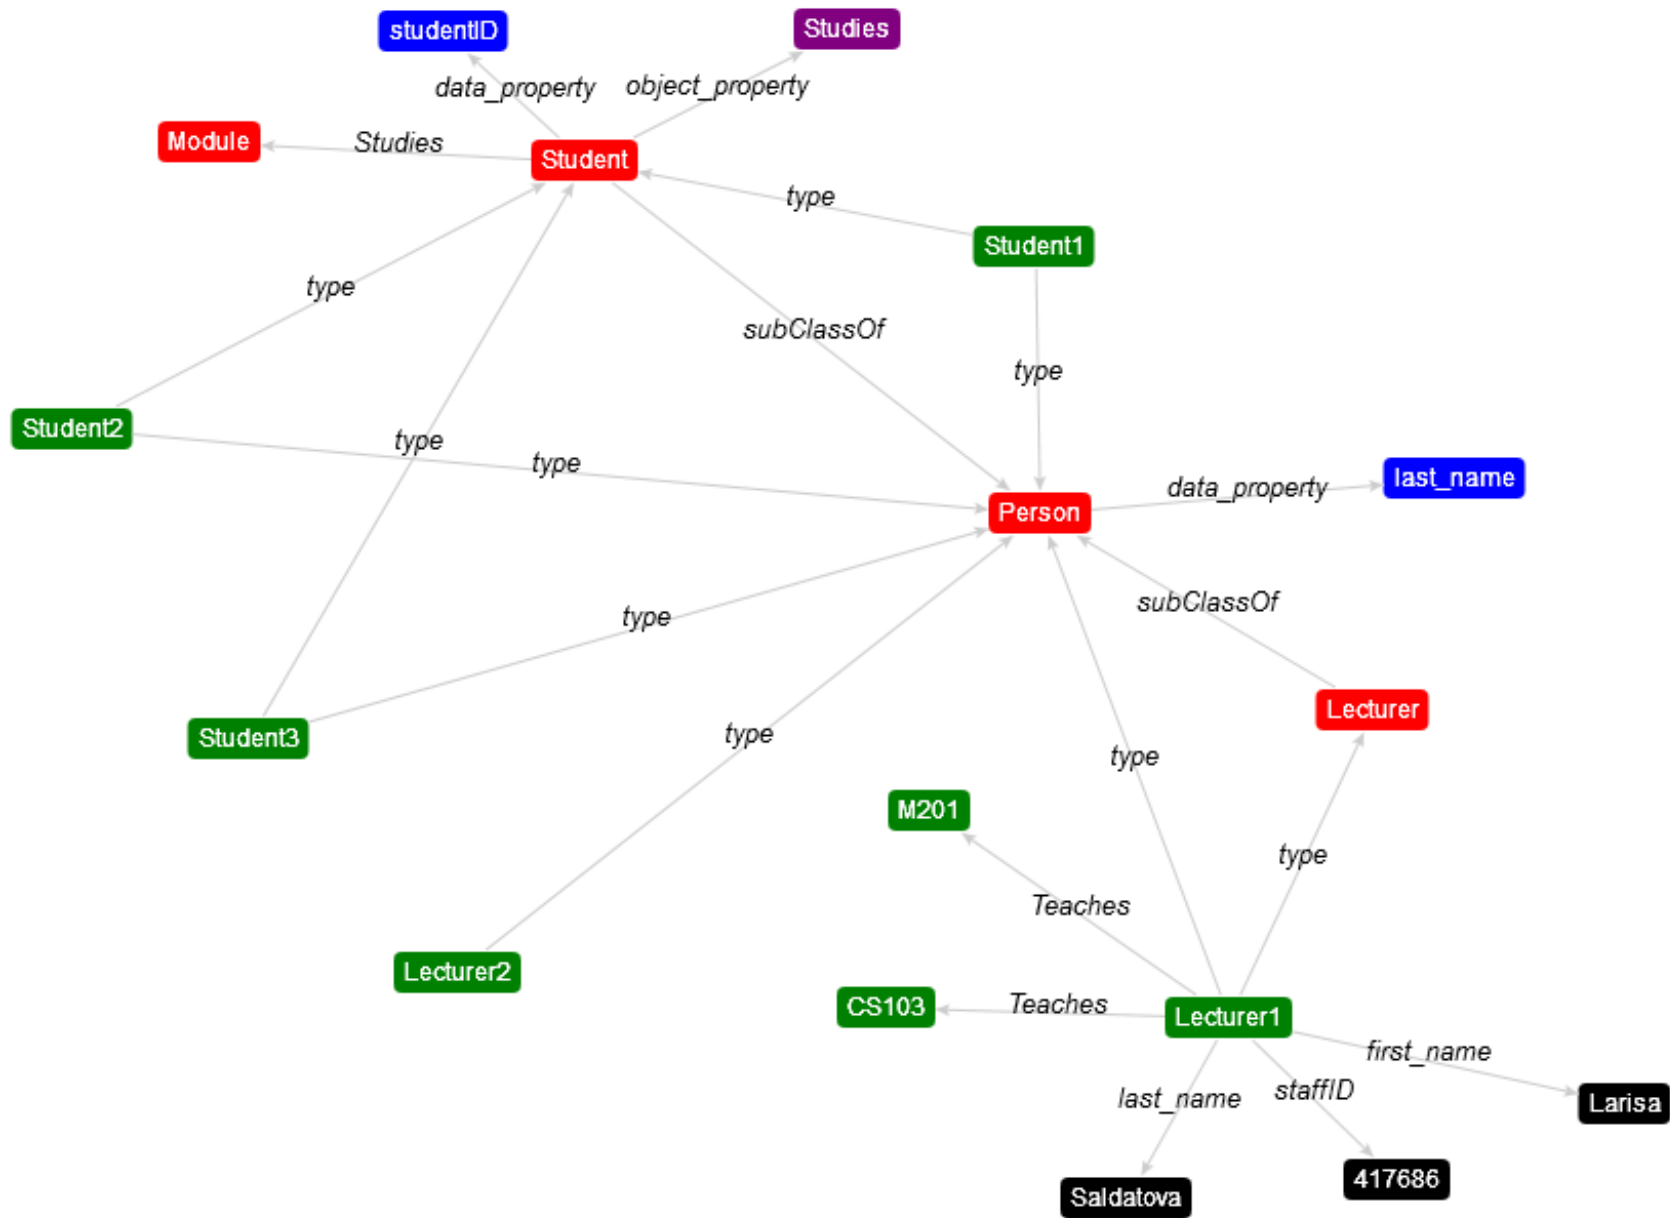 studentID
Studies
data_property
object_property
Module
Studies
Student
type
Student1
type
subClassOf
type
Student2
type
type
last_name
data_property
Person
subClassOf
type
Lecturer
Student3
type
type
M201
type
Teaches
Lecturer2
CS103
Teaches
Lecturer1
first_name
last_name
staffID
Larisa
417686
Saldatova